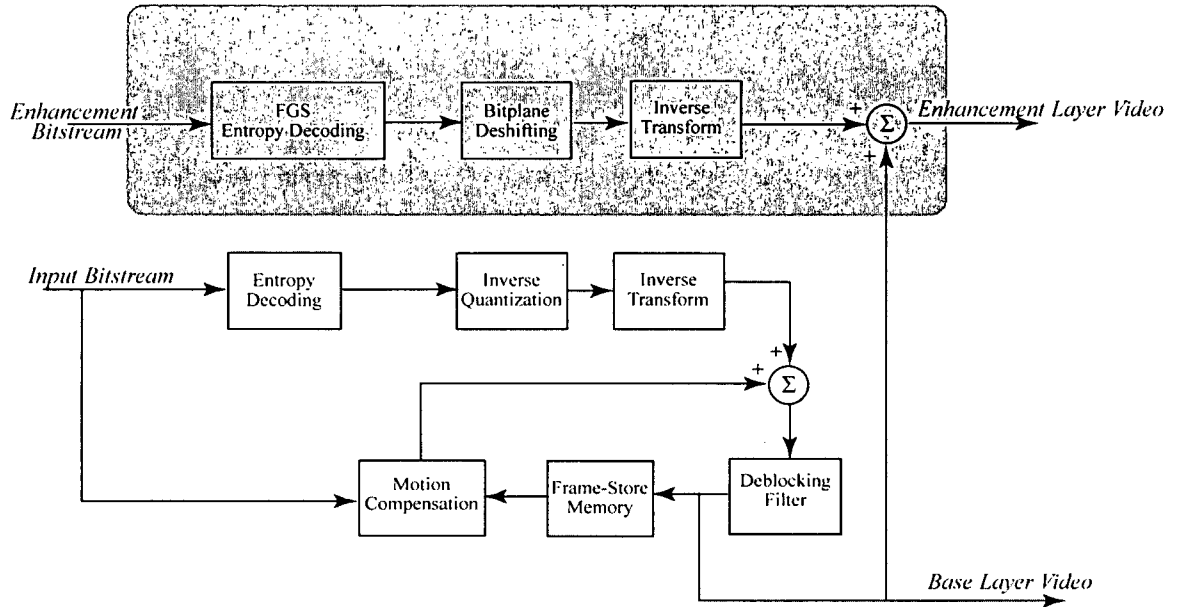 Enhancement
Bitstream
FGS
Entropy Decoding
Bitplane
Deshifting
Inverse
Transform
+
Σ
+
Enhancement Layer Video
Input Bitstream
Entropy
Decoding
Inverse
Quantization
Inverse
Transform
+
+
Σ
Motion
Compensation
Frame-Store
Memory
Deblocking
Filter
Base Layer Video